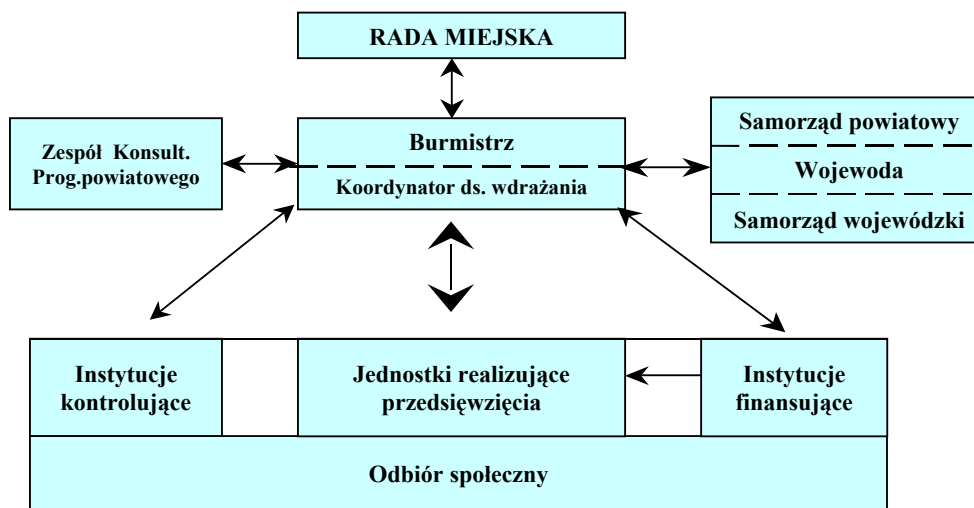 RADA MIEJSKA
Zespół Konsult.
Prog.powiatowego
Burmistrz
Koordynator ds. wdrażania
Samorząd powiatowy
Wojewoda
Samorząd wojewódzki
Instytucje
kontrolujące
Jednostki realizujące
przedsięwzięcia
Instytucje
finansujące
Odbiór społeczny